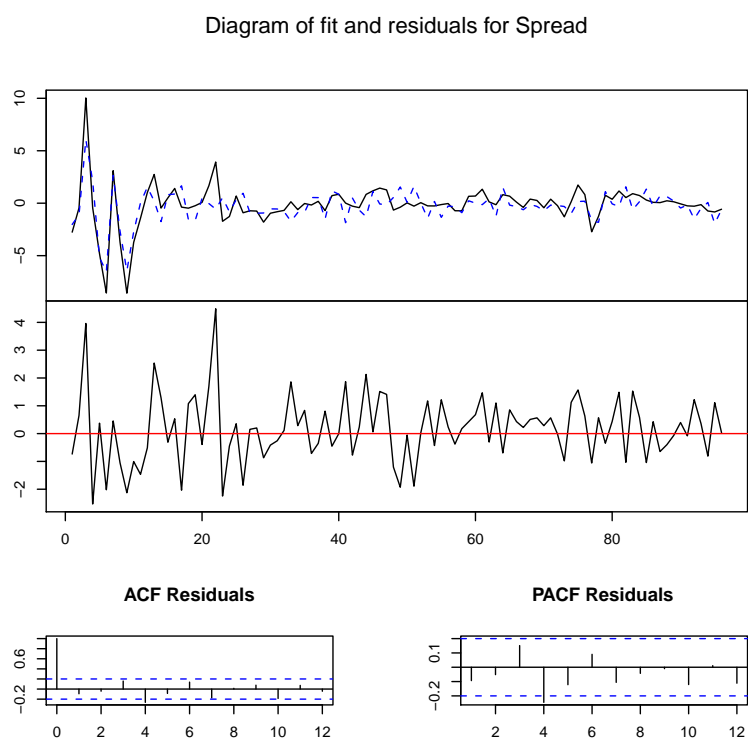 Diagram of fit and residuals for Spread
10
5
0
−5
4
3
2
1
0
−2
0 20 40 60 80
ACF Residuals
PACF Residuals
0.6
−0.2
0.1
−0.2
0 2 4 6 8 10 12
2 4 6 8 10 12